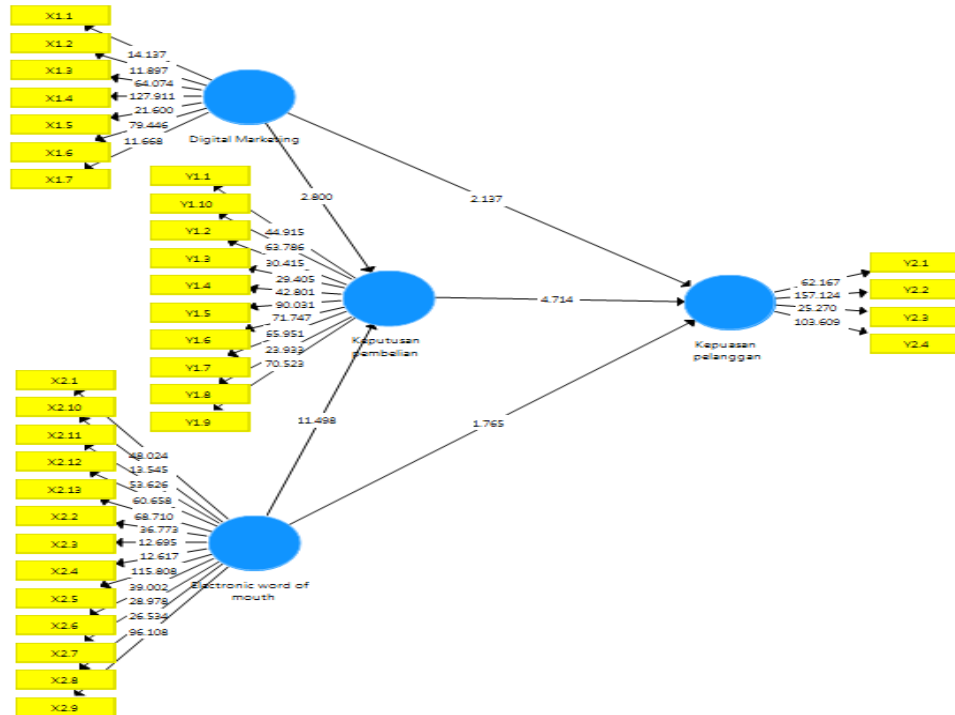 X1.1
X1.2
X1.3
X1.4
X1.5
X1.6
X1.7
14.137
11.897
64.074
127.911
21.600
79.446
11.668
Digital Marketing
2.800
2.137
Y1.1
Y1.10
Y1.2
Y1.3
Y1.4
Y1.5
Y1.6
Y1.7
Y1.8
Y1.9
44.915
63.786
30.415
29.405
42.801
90.031
71.747
65.951
23.933
70.523
Keputusan
pembelian
4.714
Kepuasan
pelanggan
62.167
157.124
25.270
103.609
Y2.1
Y2.2
Y2.3
Y2.4
11.498
1.765
X2.1
X2.10
X2.11
X2.12
X2.13
X2.2
X2.3
X2.4
X2.5
X2.6
X2.7
X2.8
X2.9
48.024
13.545
53.626
60.658
68.710
36.773
12.695
12.617
115.808
39.002
28.978
26.534
96.108
Electronic word of
mouth